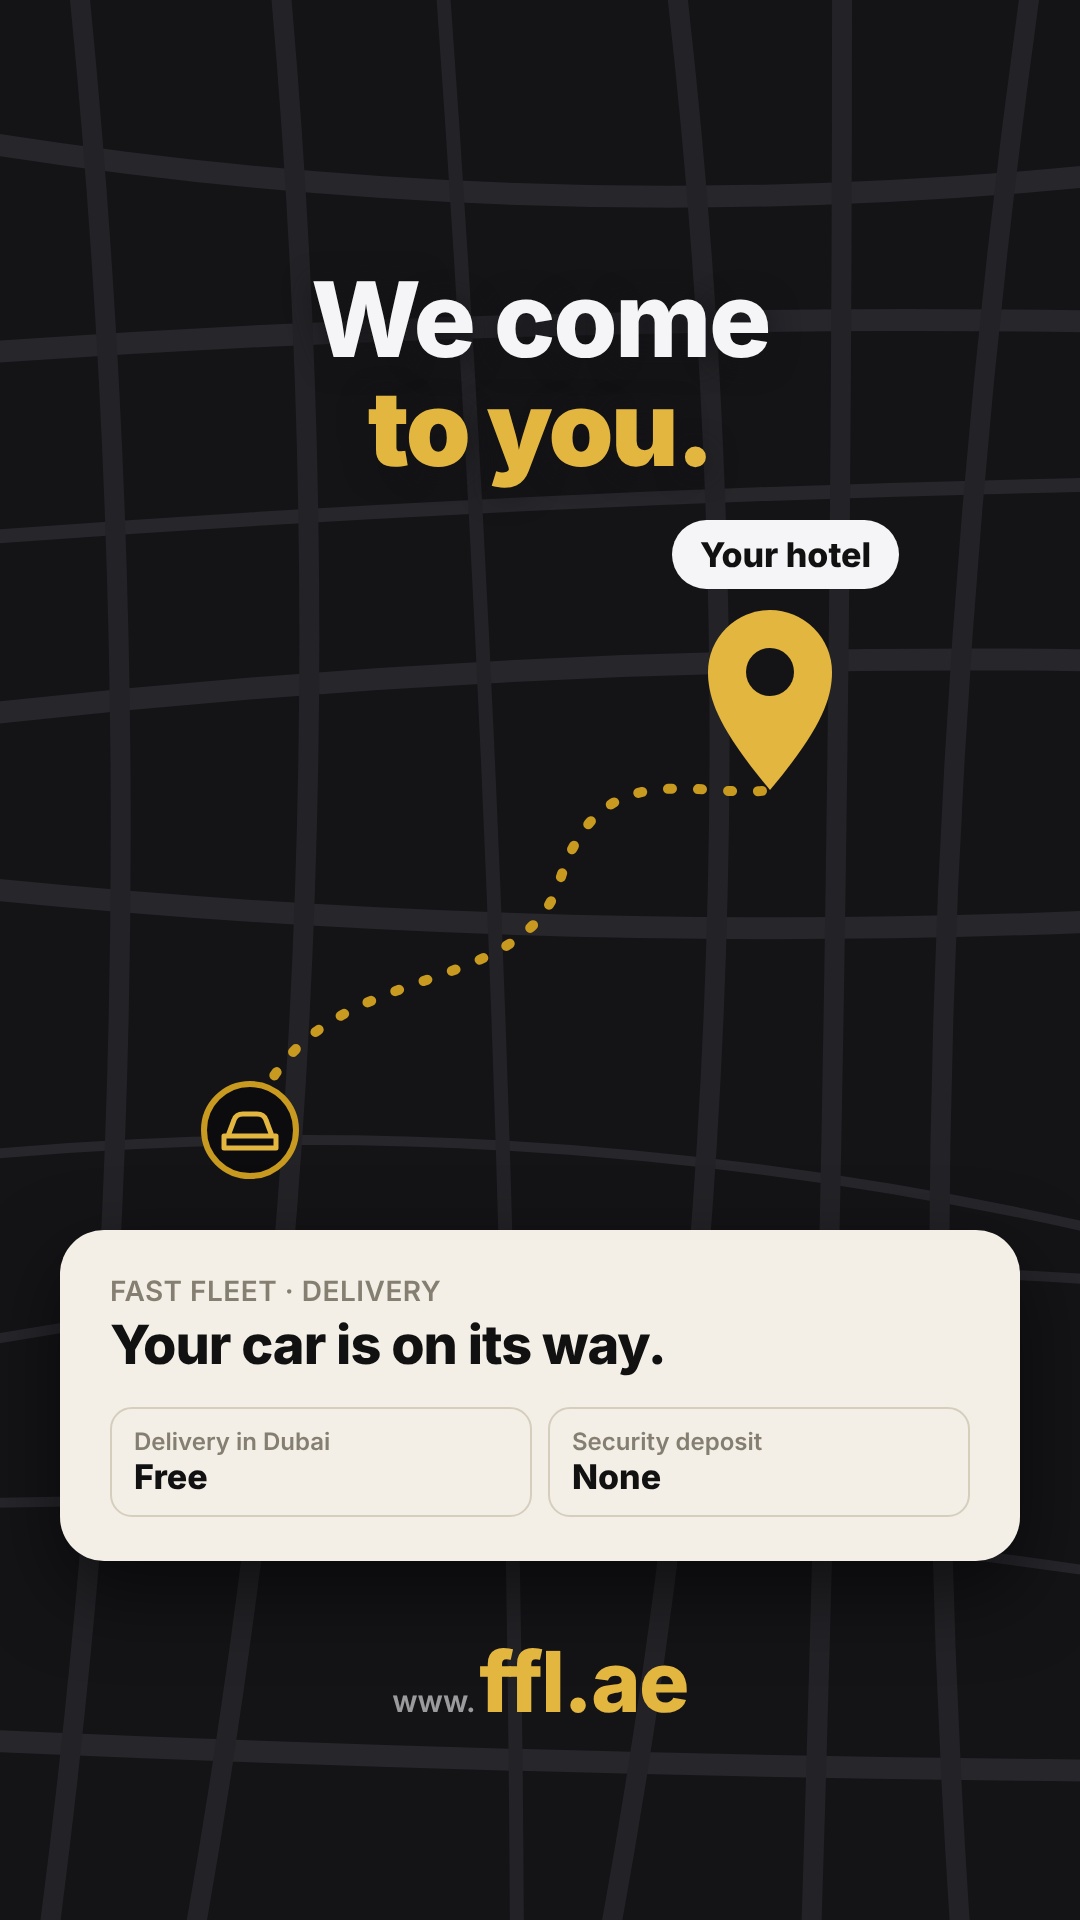 We come
to you.
Your hotel
FAST FLEET · DELIVERY
Your car is on its way.
Delivery in Dubai
Free
Security deposit
None
www.ffl.ae